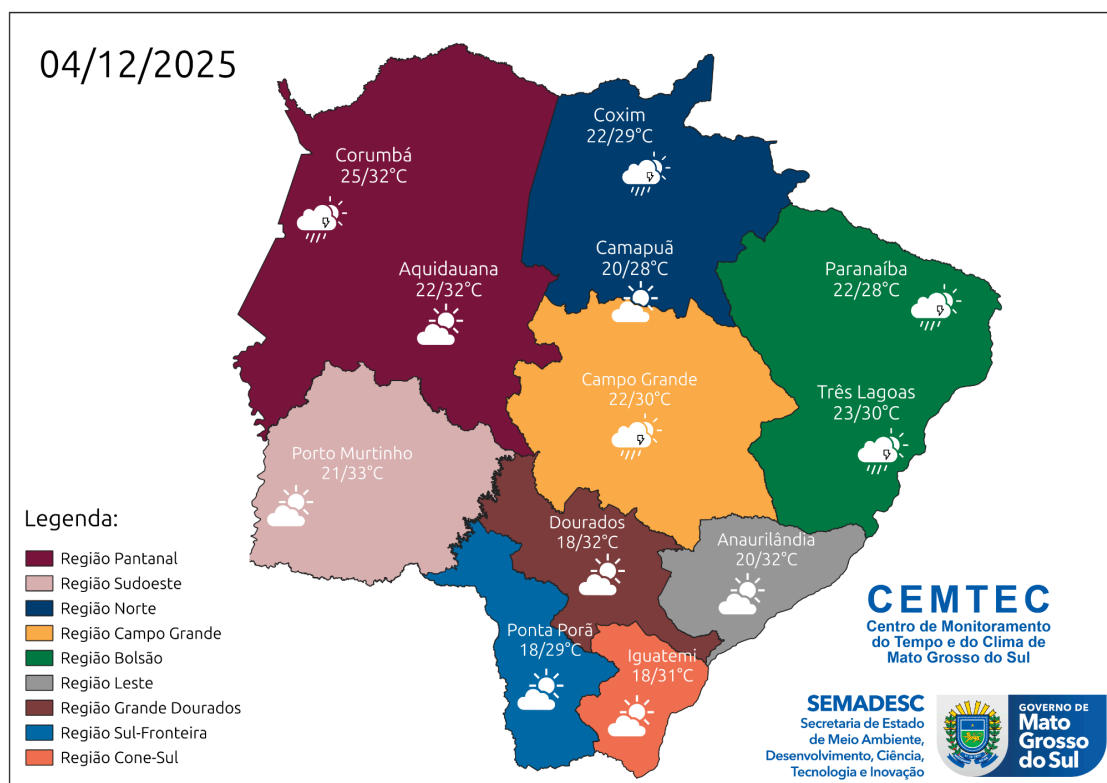 04/12/2025
Coxim
22/29°C
Corumbá
25/32°C
Camapuã
20/28°C
Aquidauana
22/32°C
Paranaíba
22/28°C
Campo Grande
22/30°C
Três Lagoas
23/30°C
Porto Murtinho
21/33°C
Dourados
18/32°C
Anaurilândia
20/32°C
Ponta Porã
18/29°C
Iguatemi
18/31°C
Legenda:
Região Pantanal
Região Sudoeste
Região Norte
Região Campo Grande
Região Bolsão
Região Leste
Região Grande Dourados
Região Sul-Fronteira
Região Cone-Sul
CEMTEC
Centro de Monitoramento
do Tempo e do Clima de
Mato Grosso do Sul
SEMADESC
Secretaria de Estado
de Meio Ambiente,
Desenvolvimento, Ciência,
Tecnologia e Inovação
GOVERNO DE
Mato
Grosso
do Sul